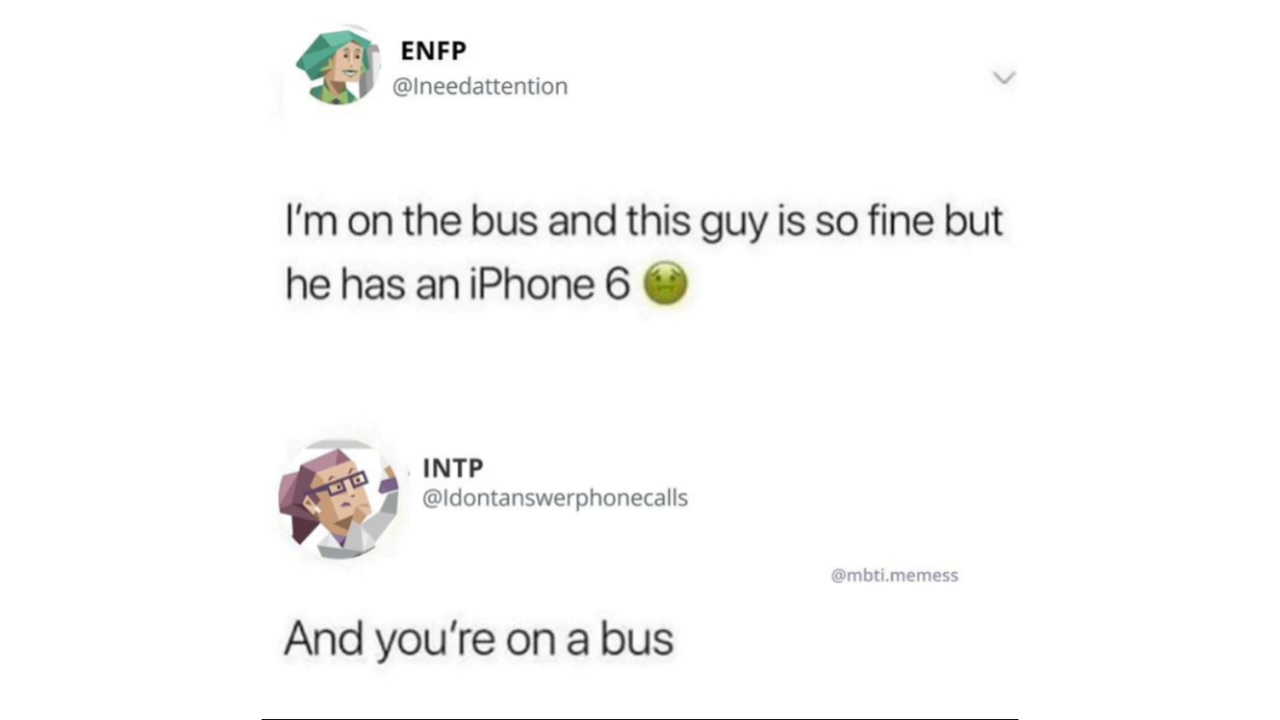 ENFP
@Ineedattention
I'm on the bus and this guy is so fine but
he has an iPhone 6 🤢
INTP
@Idontanswerphonecalls
@mbti.memess
And you're on a bus